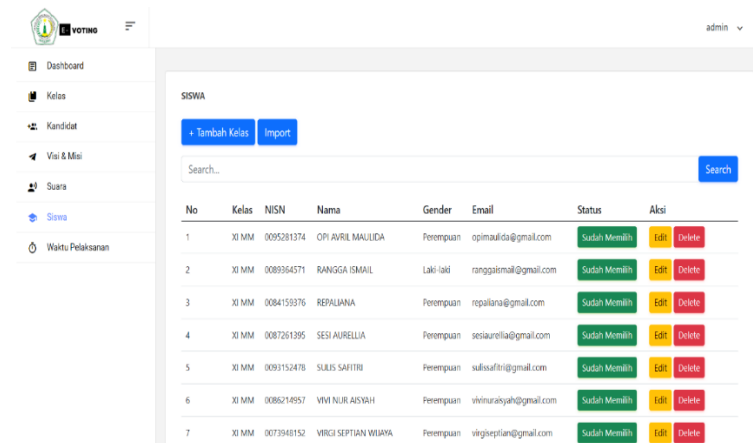 E - VOTING
admin
Dashboard
Kelas
Kandidat
Visi & Misi
Suara
Siswa
Waktu Pelaksanaan
SISWA
+ Tambah Kelas Import
Search... Search
No Kelas NISN Nama Gender Email Status Aksi
1 XI MM 0095281374 OPI AVRIL MAULIDA Perempuan opimaulida@gmail.com Sudah Memilih Edit Delete
2 XI MM 0089364571 RANGGA ISMAIL Laki-laki ranggaismail@gmail.com Sudah Memilih Edit Delete
3 XI MM 0084159376 REPALIANA Perempuan repaliana@gmail.com Sudah Memilih Edit Delete
4 XI MM 0087261395 SESI AURELLIA Perempuan sesiaurellia@gmail.com Sudah Memilih Edit Delete
5 XI MM 0093152478 SULIS SAFITRI Perempuan sulissafitri@gmail.com Sudah Memilih Edit Delete
6 XI MM 0086214957 VIVI NUR AISYAH Perempuan vivinuraisyah@gmail.com Sudah Memilih Edit Delete
7 XI MM 0073948152 VIRGI SEPTIAN WIJAYA Perempuan virgiseptian@gmail.com Sudah Memilih Edit Delete